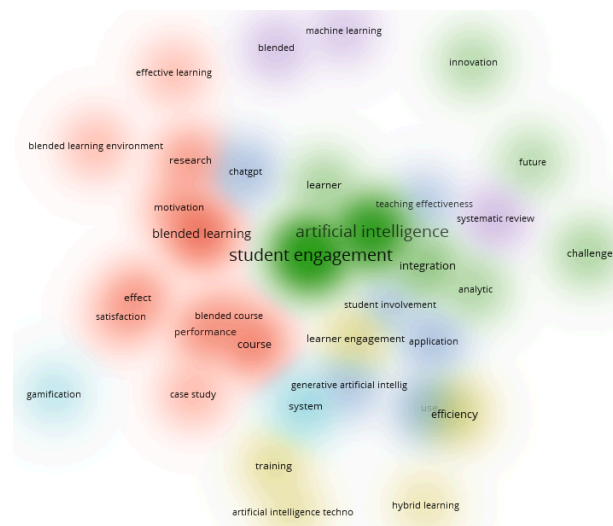 machine learning
blended
innovation
effective learning
blended learning environment
research
chatgpt
future
learner
motivation
teaching effectiveness
systematic review
blended learning
artificial intelligence
student engagement
challenge
integration
analytic
effect
satisfaction
student involvement
blended course
performance
course
learner engagement
application
gamification
case study
generative artificial intellig
system
use
efficiency
training
hybrid learning
artificial intelligence techno